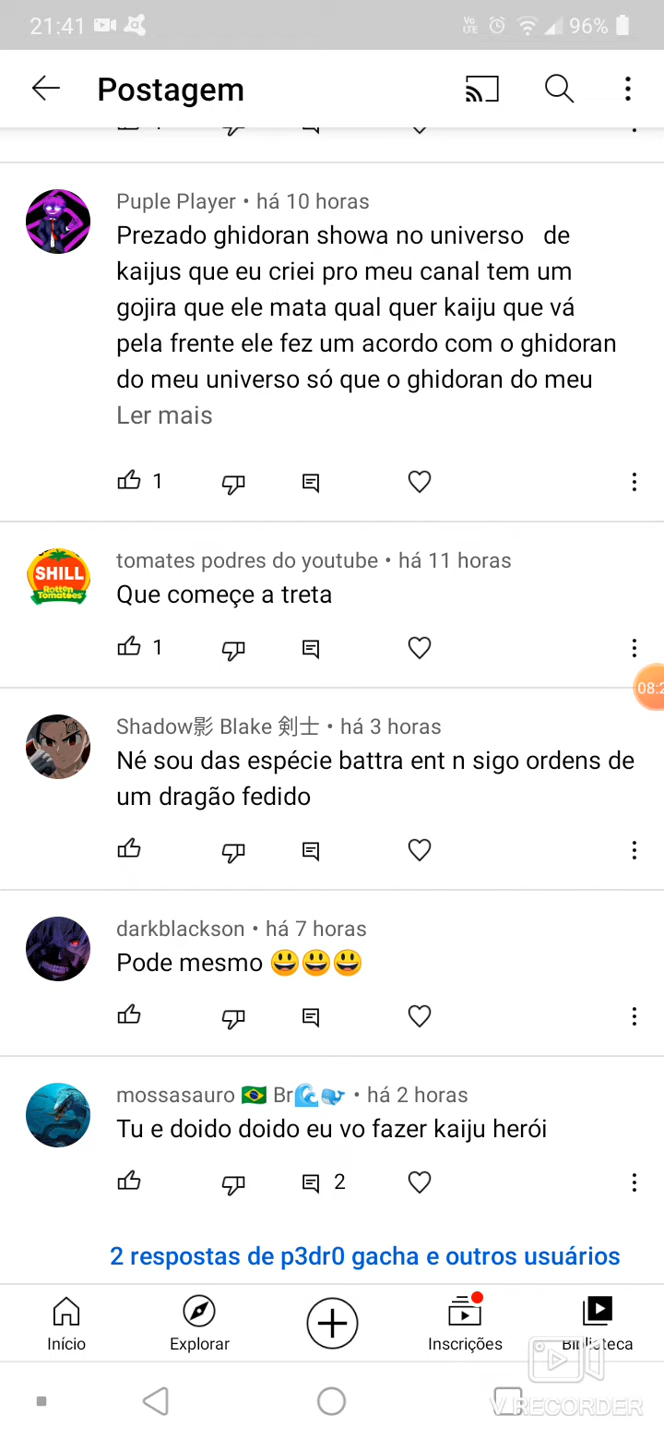 21:41
Vo
LTE
96%
Postagem
1
Puple Player • há 10 horas
Prezado ghidoran showa no universo de
kaijus que eu criei pro meu canal tem um
gojira que ele mata qual quer kaiju que vá
pela frente ele fez um acordo com o ghidoran
do meu universo só que o ghidoran do meu
Ler mais
1
SHILL
Rotten
Tomatoes
tomates podres do youtube • há 11 horas
Que começe a treta
1
08:2
Shadow影 Blake 剣士 • há 3 horas
Né sou das espécie battra ent n sigo ordens de
um dragão fedido
darkblackson • há 7 horas
Pode mesmo 😃😃😃
mossasauro 🇧🇷 Br🌊🐳 • há 2 horas
Tu e doido doido eu vo fazer kaiju herói
2
2 respostas de p3dr0 gacha e outros usuários
Início
Explorar
Inscrições
Biblioteca
V RECORDER